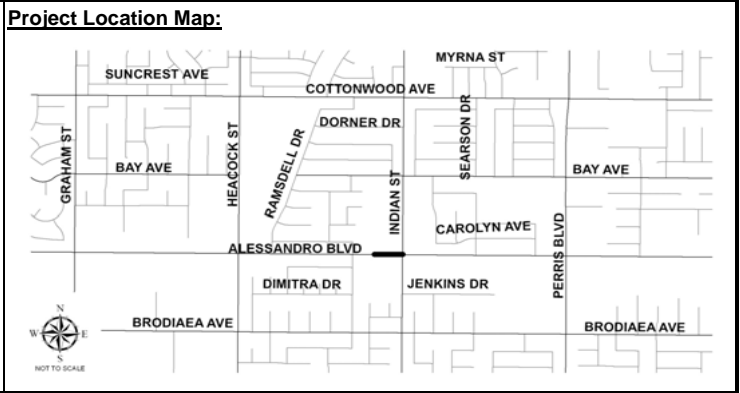 Project Location Map:
MYRNA ST
SUNCREST AVE
COTTONWOOD AVE
DORNER DR
SEARSON DR
GRAHAM ST
HEACOCK ST
RAMSDELL DR
BAY AVE
BAY AVE
INDIAN ST
CAROLYN AVE
PERRIS BLVD
ALESSANDRO BLVD
DIMITRA DR
JENKINS DR
BRODIAEA AVE
BRODIAEA AVE
N
W
E
S
NOT TO SCALE